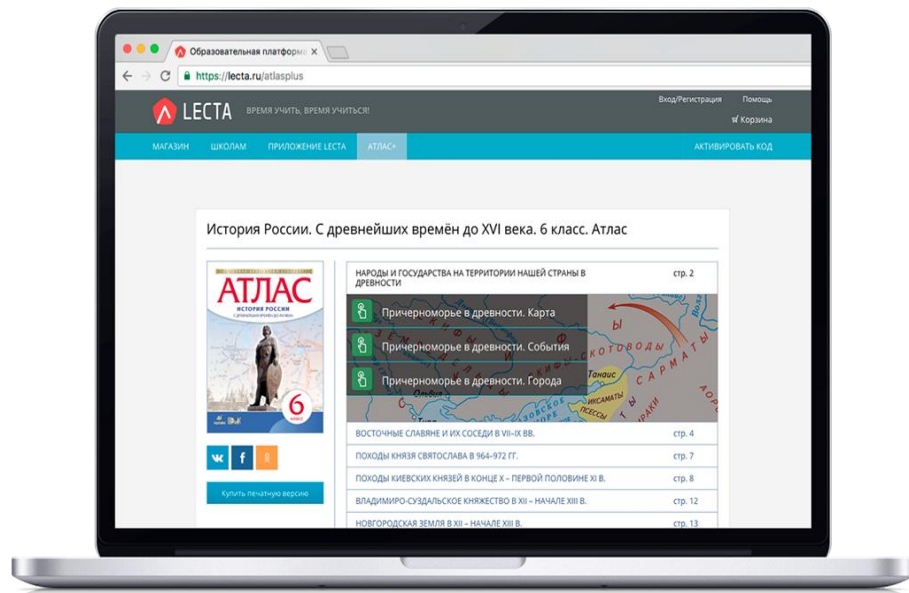 Образовательная платформа
https://lecta.ru/atlasplus
LECTA
ВРЕМЯ УЧИТЬ, ВРЕМЯ УЧИТЬСЯ!
Вход/Регистрация
Помощь
Корзина
МАГАЗИН
ШКОЛАМ
ПРИЛОЖЕНИЕ LECTA
АТЛАС+
АКТИВИРОВАТЬ КОД
История России. С древнейших времён до XVI века. 6 класс. Атлас
АТЛАС
ИСТОРИЯ РОССИИ
6
КЛАСС
Купить печатную версию
НАРОДЫ И ГОСУДАРСТВА НА ТЕРРИТОРИИ НАШЕЙ СТРАНЫ В
ДРЕВНОСТИ
стр. 2
Причерноморье в древности. Карта
Причерноморье в древности. События
Причерноморье в древности. Города
Танаис
САРМАТЫ
ИКСАМАТЫ
ПСЕССЫ
Ольвия
ВОСТОЧНЫЕ СЛАВЯНЕ И ИХ СОСЕДИ В VII–IX ВВ.
стр. 4
ПОХОДЫ КНЯЗЯ СВЯТОСЛАВА В 964–972 ГГ.
стр. 7
ПОХОДЫ КИЕВСКИХ КНЯЗЕЙ В КОНЦЕ X – ПЕРВОЙ ПОЛОВИНЕ XI В.
стр. 8
ВЛАДИМИРО-СУЗДАЛЬСКОЕ КНЯЖЕСТВО В XII – НАЧАЛЕ XIII В.
стр. 12
НОВГОРОДСКАЯ ЗЕМЛЯ В XII – НАЧАЛЕ XIII В.
стр. 13